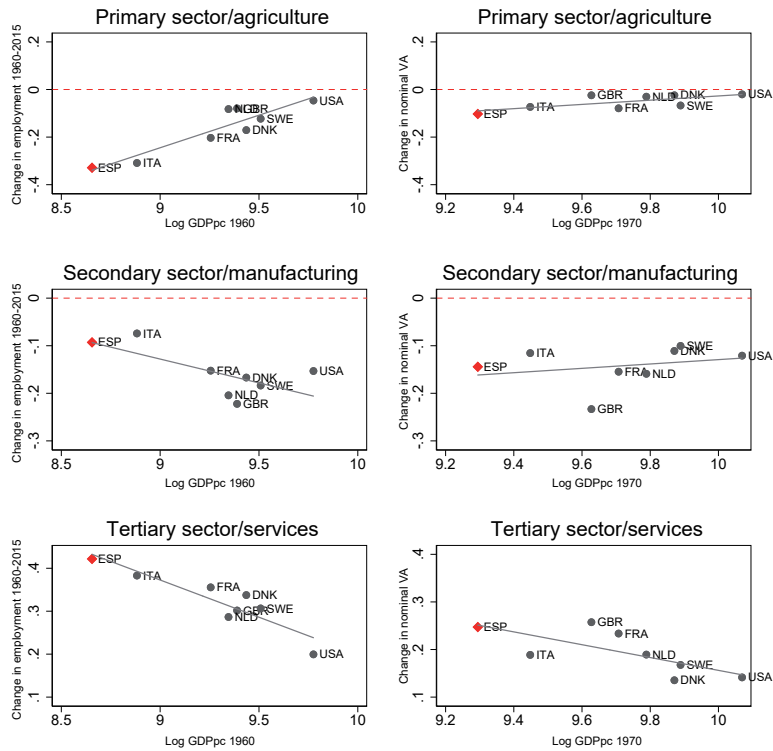 Primary sector/agriculture
Change in employment 1960-2015
.2
0
-.2
-.4
ESP
ITA
FRA
NLD
GBR
DNK
SWE
USA
8.5 9 9.5 10
Log GDPpc 1960
Primary sector/agriculture
Change in nominal VA
.2
0
-.2
-.4
ESP
ITA
GBR
FRA
NLD
DNK
SWE
USA
9.2 9.4 9.6 9.8 10
Log GDPpc 1970
Secondary sector/manufacturing
Change in employment 1960-2015
0
-.1
-.2
-.3
ESP
ITA
FRA
DNK
SWE
NLD
GBR
USA
8.5 9 9.5 10
Log GDPpc 1960
Secondary sector/manufacturing
Change in nominal VA
0
-.1
-.2
-.3
ESP
ITA
GBR
FRA
NLD
SWE
DNK
USA
9.2 9.4 9.6 9.8 10
Log GDPpc 1970
Tertiary sector/services
Change in employment 1960-2015
.4
.3
.2
.1
ESP
ITA
FRA
DNK
GBR
SWE
NLD
USA
8.5 9 9.5 10
Log GDPpc 1960
Tertiary sector/services
Change in nominal VA
.4
.3
.2
.1
ESP
ITA
GBR
FRA
NLD
SWE
DNK
USA
9.2 9.4 9.6 9.8 10
Log GDPpc 1970